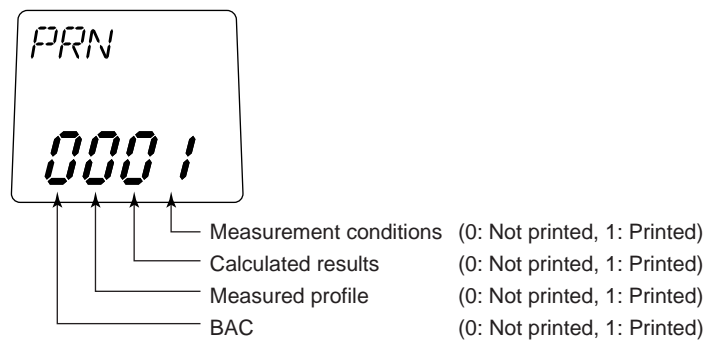 PRN
0001
Measurement conditions (0: Not printed, 1: Printed)
Calculated results (0: Not printed, 1: Printed)
Measured profile (0: Not printed, 1: Printed)
BAC (0: Not printed, 1: Printed)